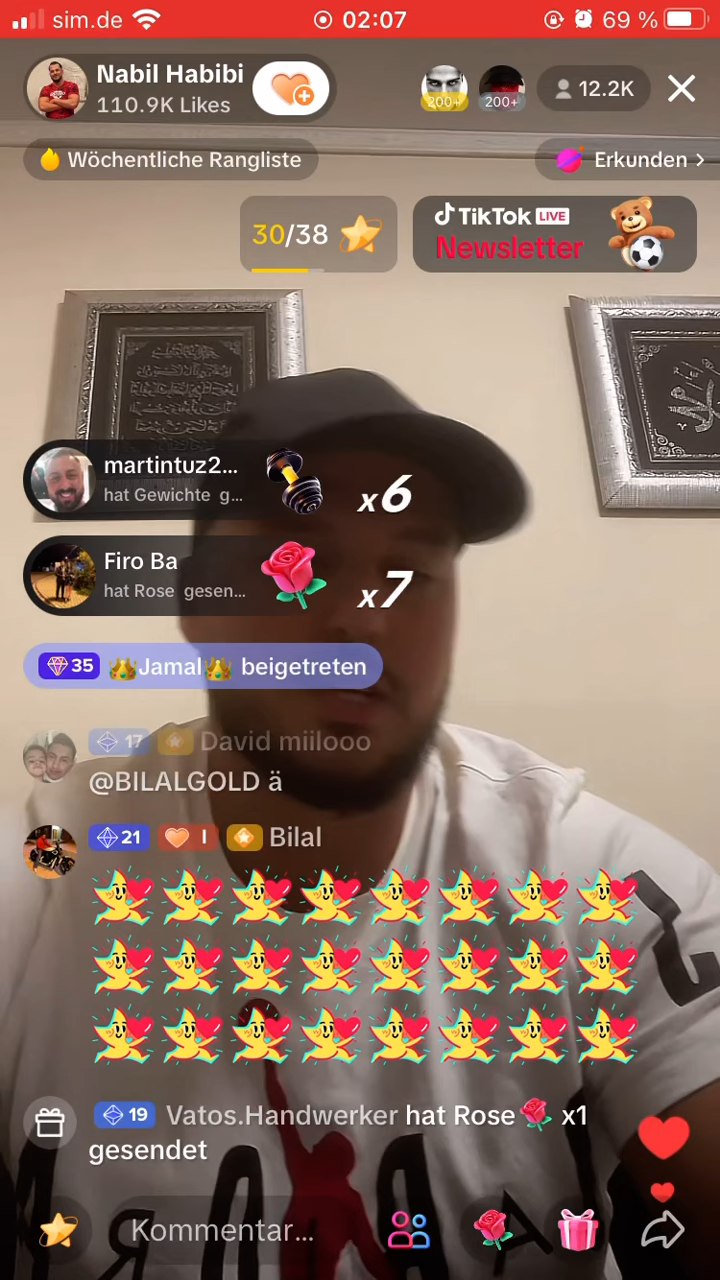 sim.de 02:07 69 %
Nabil Habibi
110.9K Likes
200+ 200+ 12.2K
Wöchentliche Rangliste
Erkunden >
30/38
TikTok LIVE
Newsletter
martintuz2...
hat Gewichte g...
x6
Firo Ba
hat Rose gesen...
x7
35 👑Jamal👑 beigetreten
17 David miilooo
@BILALGOLD ä
21 I Bilal
19 Vatos.Handwerker hat Rose x1
gesendet
Kommentar...